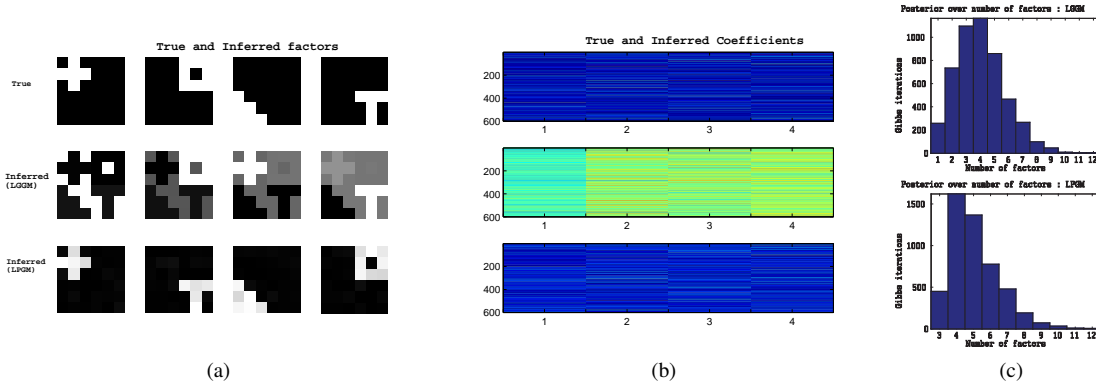 True and Inferred factors
True
Inferred
(LGGM)
Inferred
(LPGM)
(a)
True and Inferred Coefficients
200
400
600
1 2 3 4
200
400
600
1 2 3 4
200
400
600
1 2 3 4
(b)
Posterior over number of factors : LGGM
1000
800
600
400
200
0
Gibbs iterations
1 2 3 4 5 6 7 8 9 10 11 12
Number of factors
Posterior over number of factors : LPGM
1500
1000
500
0
Gibbs iterations
3 4 5 6 7 8 9 10 11 12
Number of factors
(c)